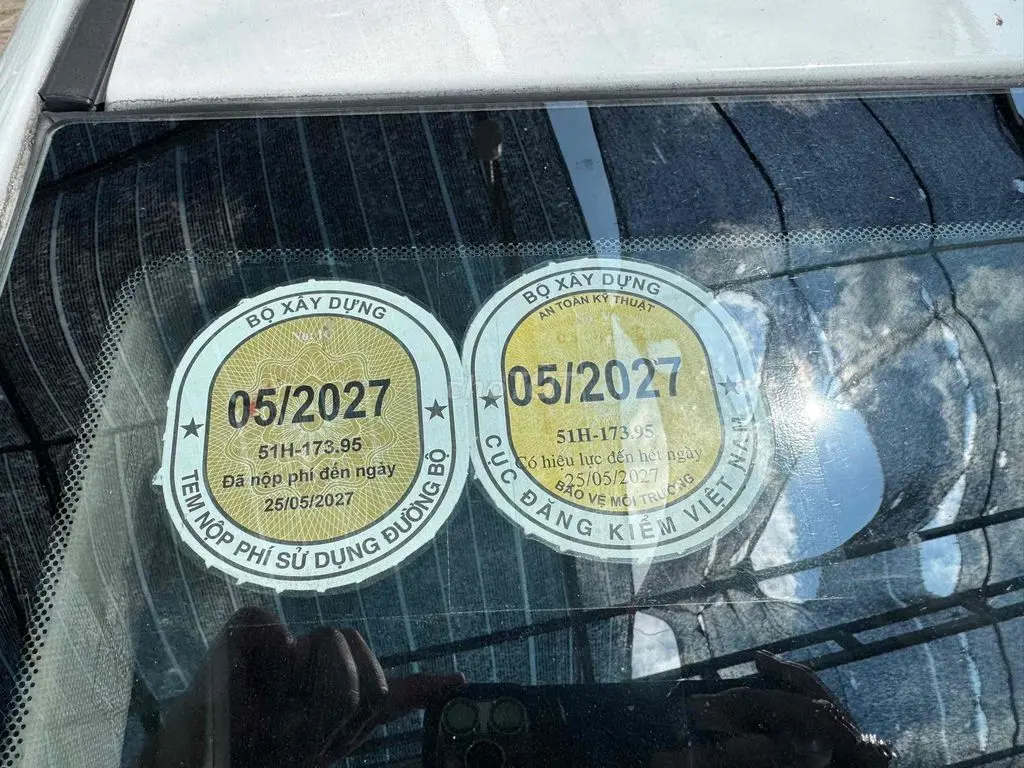 BỘ XÂY DỰNG
05/2027
51H-173.95
Đã nộp phí đến ngày
25/05/2027
TEM NỘP PHÍ SỬ DỤNG ĐƯỜNG BỘ
BỘ XÂY DỰNG
AN TOÀN KỸ THUẬT
05/2027
51H-173.95
Có hiệu lực đến hết ngày
25/05/2027
BẢO VỆ MÔI TRƯỜNG
CỤC ĐĂNG KIỂM VIỆT NAM